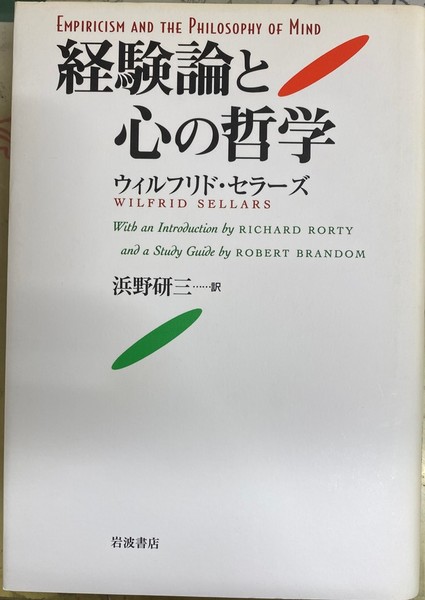 EMPIRICISM AND THE PHILOSOPHY OF MIND
経験論と
心の哲学
ウィルフリド・セラーズ
WILFRID SELLARS
With an Introduction by RICHARD RORTY
and a Study Guide by ROBERT BRANDOM
浜野研三……訳
岩波書店